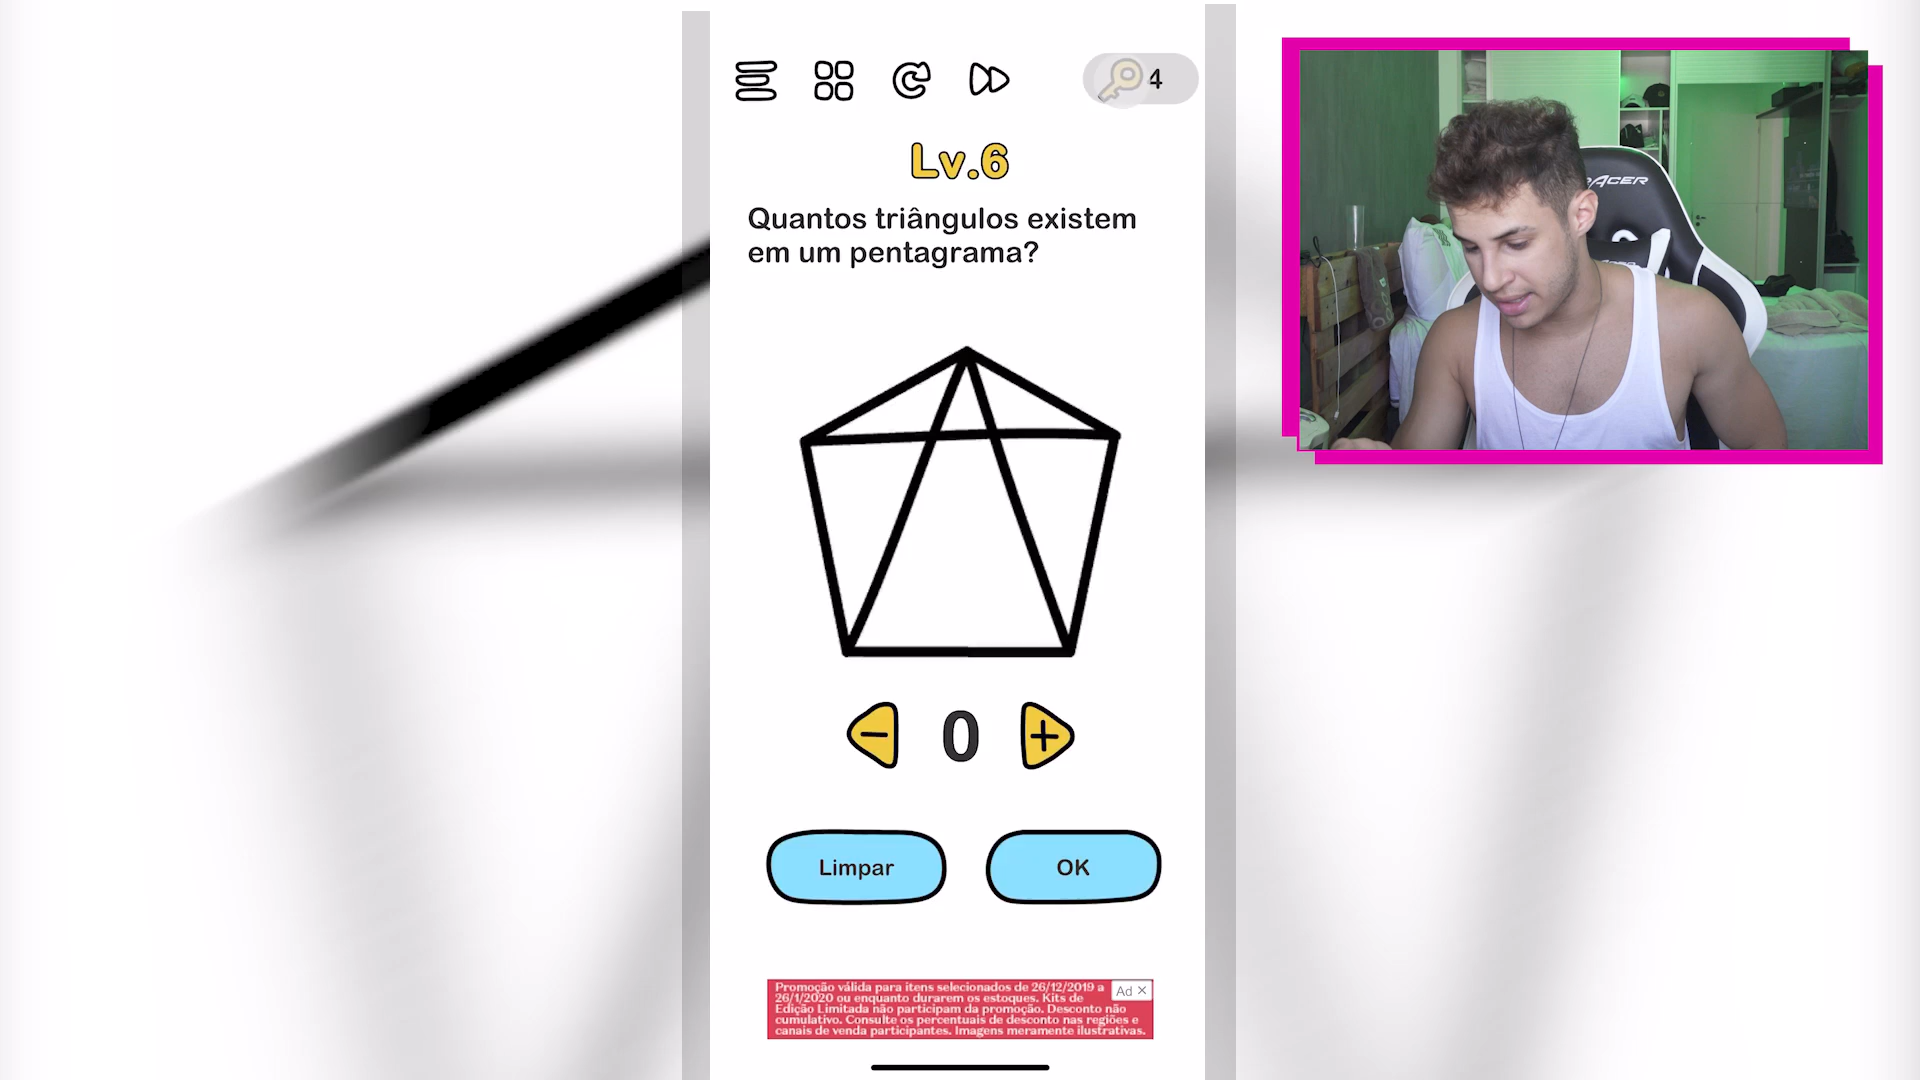 4
Lv.6
Quantos triângulos existem
em um pentagrama?
0
Limpar
OK
Promoção válida para itens selecionados de 26/12/2019 a
26/1/2020 ou enquanto durarem os estoques. Kits de
Edição Limitada não participam da promoção. Desconto não
cumulativo. Consulte os percentuais de desconto nas regiões e
canais de venda participantes. Imagens meramente ilustrativas.
Ad